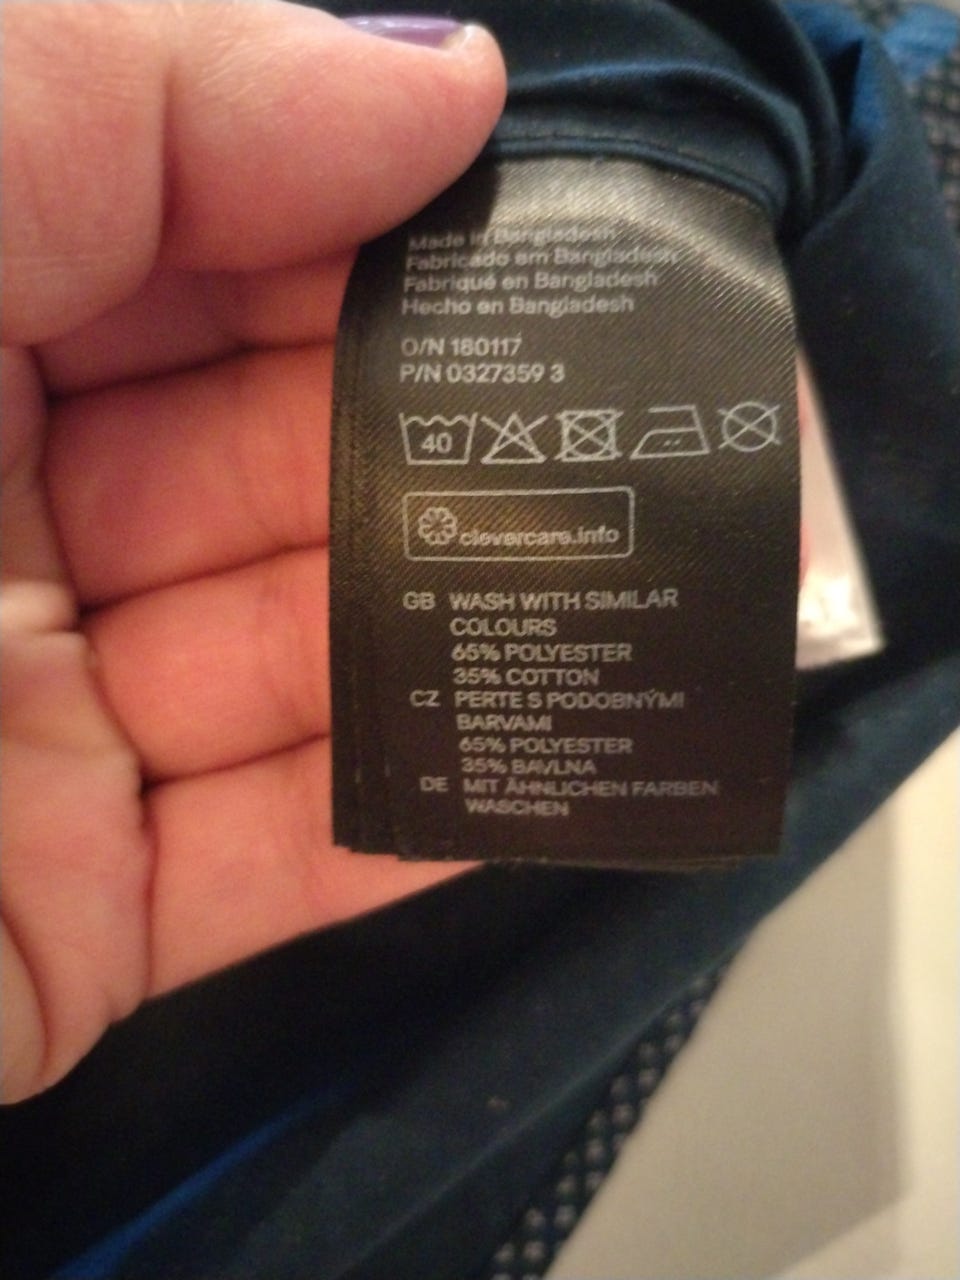 Made in Bangladesh
Fabricado em Bangladesh
Fabriqué en Bangladesh
Hecho en Bangladesh
O/N 180117
P/N 0327359 3
40
clevercare.info
GB WASH WITH SIMILAR
COLOURS
65% POLYESTER
35% COTTON
CZ PERTE S PODOBNÝMI
BARVAMI
65% POLYESTER
35% BAVLNA
DE MIT ÄHNLICHEN FARBEN
WASCHEN